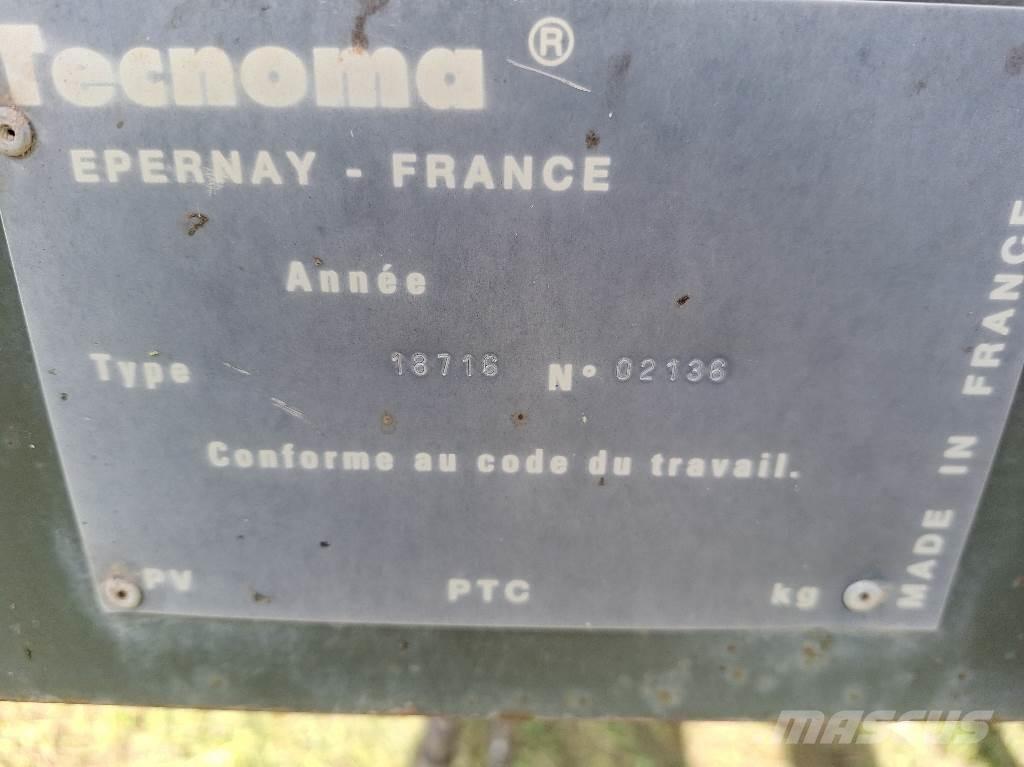 Tecnoma ®
EPERNAY - FRANCE
Année
Type 18716 N° 02136
Conforme au code du travail.
PV PTC kg
MADE IN FRANCE
MASCUS